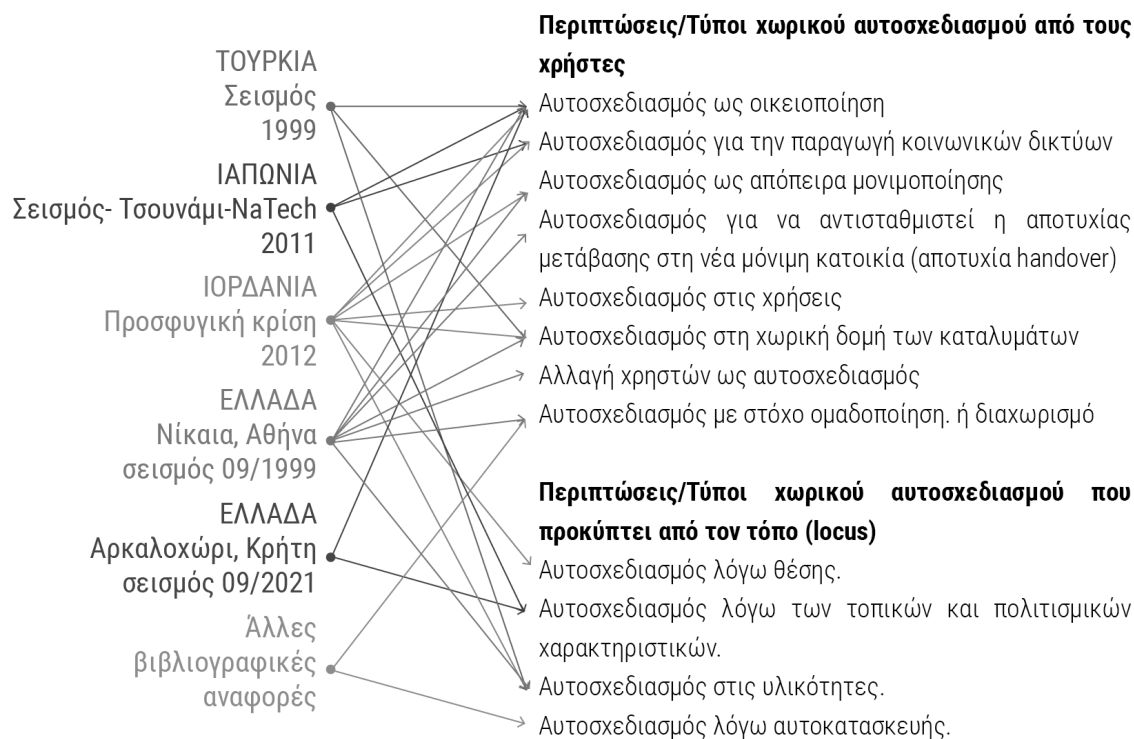 ΤΟΥΡΚΙΑ
Σεισμός
1999
ΙΑΠΩΝΙΑ
Σεισμός- Τσουνάμι-NaTech
2011
ΙΟΡΔΑΝΙΑ
Προσφυγική κρίση
2012
ΕΛΛΑΔΑ
Νίκαια, Αθήνα
σεισμός 09/1999
ΕΛΛΑΔΑ
Αρκαλοχώρι, Κρήτη
σεισμός 09/2021
Άλλες
βιβλιογραφικές
αναφορές
Περιπτώσεις/Τύποι χωρικού αυτοσχεδιασμού από τους
χρήστες
Αυτοσχεδιασμός ως οικειοποίηση
Αυτοσχεδιασμός για την παραγωγή κοινωνικών δικτύων
Αυτοσχεδιασμός ως απόπειρα μονιμοποίησης
Αυτοσχεδιασμός για να αντισταθμιστεί η αποτυχίας
μετάβασης στη νέα μόνιμη κατοικία (αποτυχία handover)
Αυτοσχεδιασμός στις χρήσεις
Αυτοσχεδιασμός στη χωρική δομή των καταλυμάτων
Αλλαγή χρηστών ως αυτοσχεδιασμός
Αυτοσχεδιασμός με στόχο ομαδοποίηση. ή διαχωρισμό
Περιπτώσεις/Τύποι χωρικού αυτοσχεδιασμού που
προκύπτει από τον τόπο (locus)
Αυτοσχεδιασμός λόγω θέσης.
Αυτοσχεδιασμός λόγω των τοπικών και πολιτισμικών
χαρακτηριστικών.
Αυτοσχεδιασμός στις υλικότητες.
Αυτοσχεδιασμός λόγω αυτοκατασκευής.